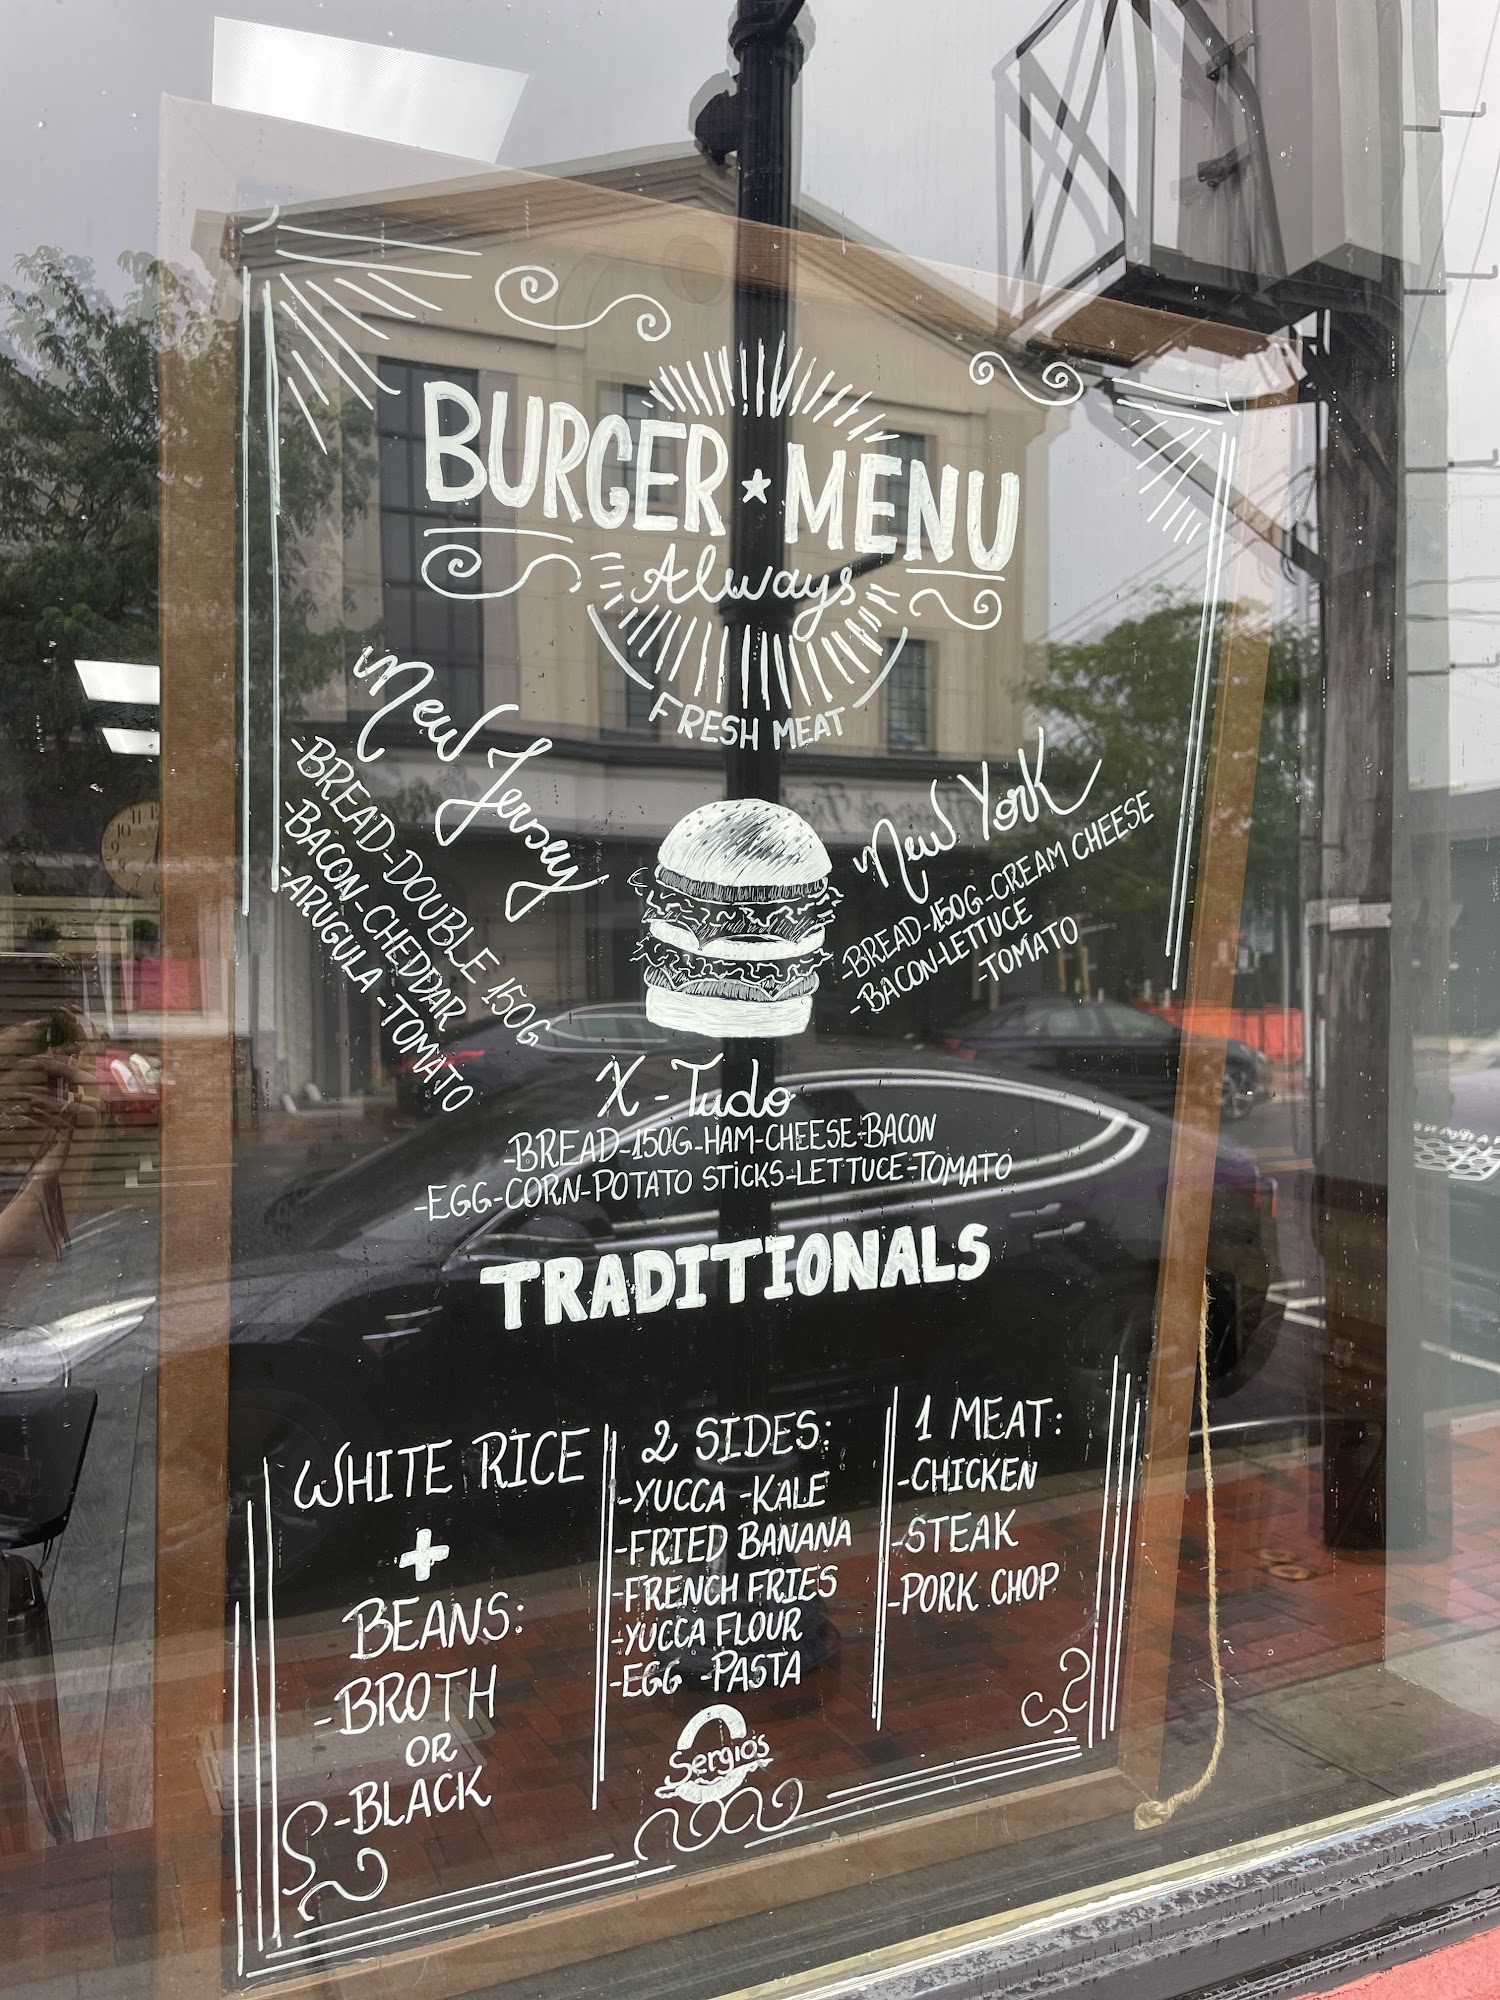 BURGER ★ MENU
Always
FRESH MEAT
New Jersey
-BREAD-DOUBLE 150G
-BACON-CHEDDAR
-ARUGULA -TOMATO
New York
-BREAD-150G-CREAM CHEESE
-BACON-LETTUCE
-TOMATO
X-Tudo
-BREAD-150G-HAM-CHEESE-BACON
-EGG-CORN-POTATO STICKS-LETTUCE-TOMATO
TRADITIONALS
WHITE RICE
+
BEANS:
-BROTH
OR
-BLACK
2 SIDES:
-YUCCA -KALE
-FRIED BANANA
-FRENCH FRIES
-YUCCA FLOUR
-EGG -PASTA
1 MEAT:
-CHICKEN
-STEAK
-PORK CHOP
Sergio's